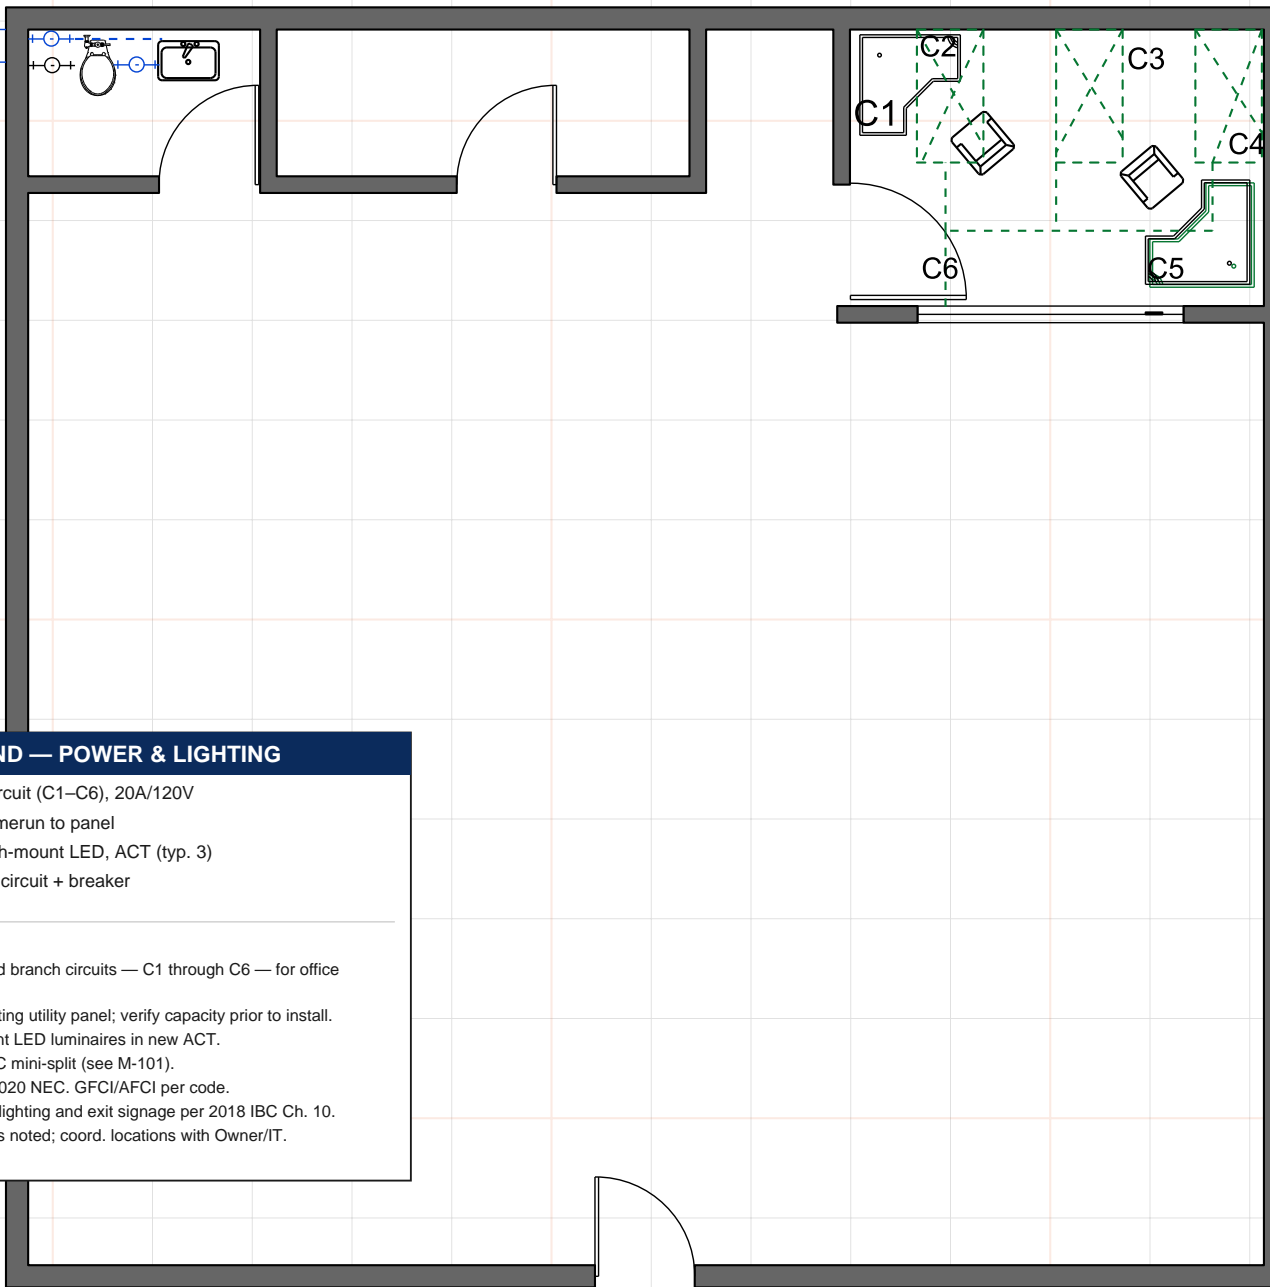 C2
C3
C1
C4
C6
C5
ND — POWER & LIGHTING
rcuit (C1–C6), 20A/120V
merun to panel
h-mount LED, ACT (typ. 3)
circuit + breaker
d branch circuits — C1 through C6 — for office
ting utility panel; verify capacity prior to install.
nt LED luminaires in new ACT.
C mini-split (see M-101).
020 NEC. GFCI/AFCI per code.
lighting and exit signage per 2018 IBC Ch. 10.
s noted; coord. locations with Owner/IT.